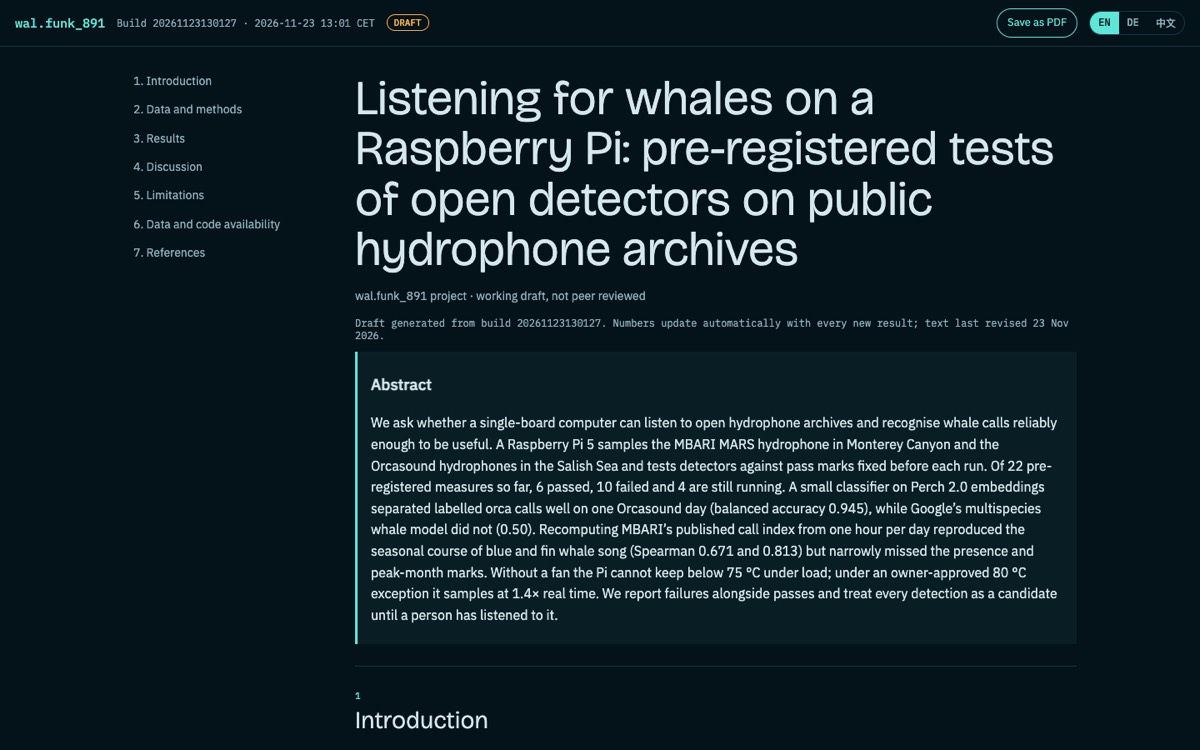 wal.funk_891 Build 20261123130127 · 2026-11-23 13:01 CET DRAFT Save as PDF EN DE 中文
1. Introduction
2. Data and methods
3. Results
4. Discussion
5. Limitations
6. Data and code availability
7. References
Listening for whales on a
Raspberry Pi: pre-registered tests
of open detectors on public
hydrophone archives
wal.funk_891 project · working draft, not peer reviewed
Draft generated from build 20261123130127. Numbers update automatically with every new result; text last revised 23 Nov
2026.
Abstract
We ask whether a single-board computer can listen to open hydrophone archives and recognise whale calls reliably
enough to be useful. A Raspberry Pi 5 samples the MBARI MARS hydrophone in Monterey Canyon and the
Orcasound hydrophones in the Salish Sea and tests detectors against pass marks fixed before each run. Of 22 pre-
registered measures so far, 6 passed, 10 failed and 4 are still running. A small classifier on Perch 2.0 embeddings
separated labelled orca calls well on one Orcasound day (balanced accuracy 0.945), while Google’s multispecies
whale model did not (0.50). Recomputing MBARI’s published call index from one hour per day reproduced the
seasonal course of blue and fin whale song (Spearman 0.671 and 0.813) but narrowly missed the presence and
peak-month marks. Without a fan the Pi cannot keep below 75 °C under load; under an owner-approved 80 °C
exception it samples at 1.4× real time. We report failures alongside passes and treat every detection as a candidate
until a person has listened to it.
1
Introduction